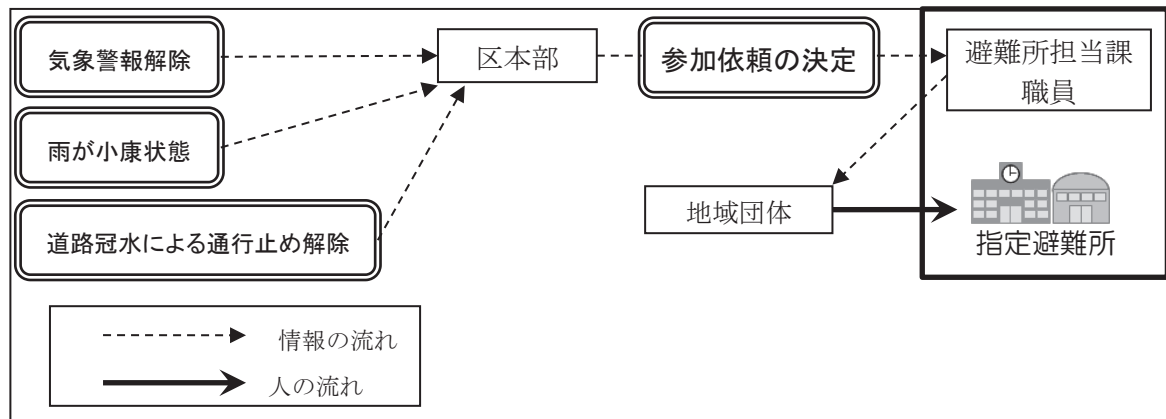 気象警報解除
区本部
参加依頼の決定
避難所担当課
職員
雨が小康状態
地域団体
道路冠水による通行止め解除
指定避難所
情報の流れ
人の流れ